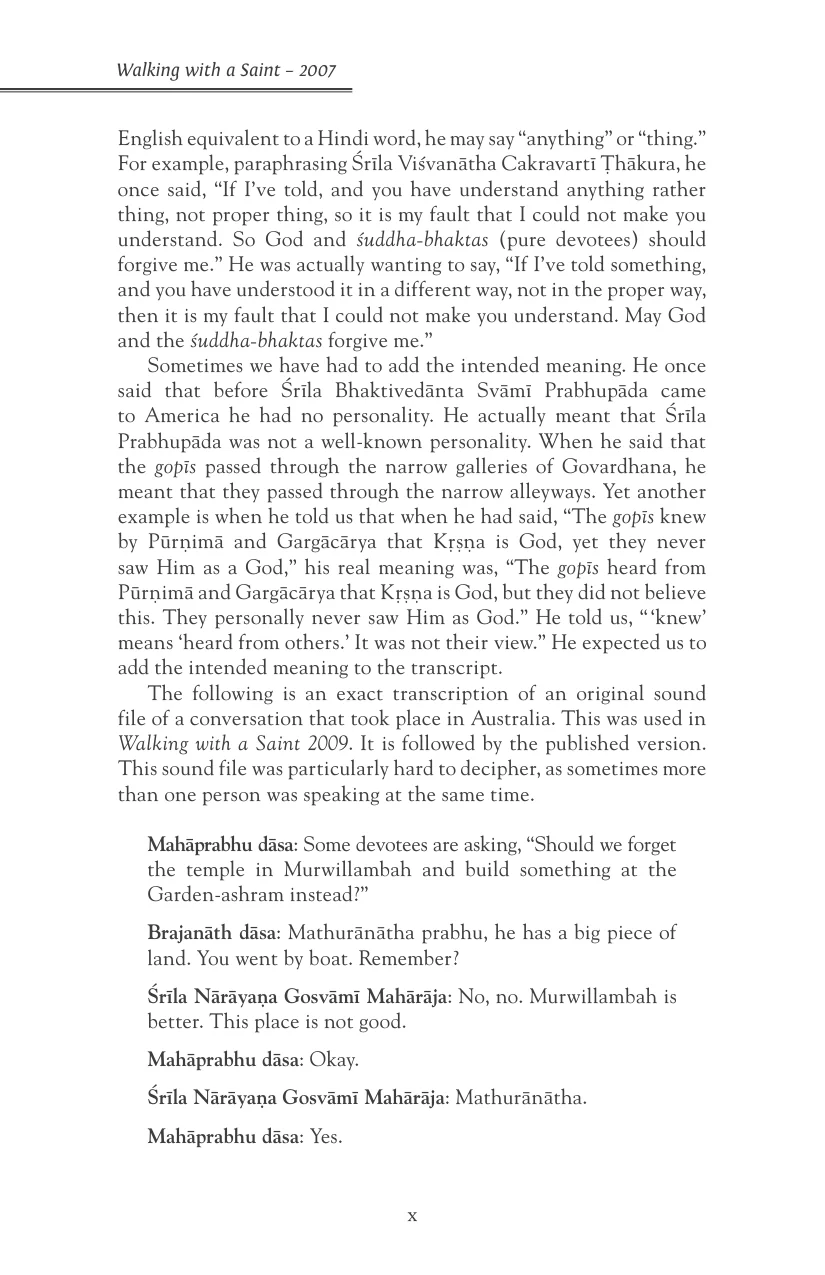 Walking with a Saint – 2007
English equivalent to a Hindi word, he may say “anything” or “thing.”
For example, paraphrasing Śrīla Viśvanātha Cakravartī Ṭhākura, he
once said, “If I’ve told, and you have understand anything rather
thing, not proper thing, so it is my fault that I could not make you
understand. So God and śuddha-bhaktas (pure devotees) should
forgive me.” He was actually wanting to say, “If I’ve told something,
and you have understood it in a different way, not in the proper way,
then it is my fault that I could not make you understand. May God
and the śuddha-bhaktas forgive me.”
Sometimes we have had to add the intended meaning. He once
said that before Śrīla Bhaktivedānta Svāmī Prabhupāda came
to America he had no personality. He actually meant that Śrīla
Prabhupāda was not a well-known personality. When he said that
the gopīs passed through the narrow galleries of Govardhana, he
meant that they passed through the narrow alleyways. Yet another
example is when he told us that when he had said, “The gopīs knew
by Pūrṇimā and Gargācārya that Kṛṣṇa is God, yet they never
saw Him as a God,” his real meaning was, “The gopīs heard from
Pūrṇimā and Gargācārya that Kṛṣṇa is God, but they did not believe
this. They personally never saw Him as God.” He told us, “ ‘knew’
means ‘heard from others.’ It was not their view.” He expected us to
add the intended meaning to the transcript.
The following is an exact transcription of an original sound
file of a conversation that took place in Australia. This was used in
Walking with a Saint 2009. It is followed by the published version.
This sound file was particularly hard to decipher, as sometimes more
than one person was speaking at the same time.
Mahāprabhu dāsa: Some devotees are asking, “Should we forget
the temple in Murwillambah and build something at the
Garden-ashram instead?”
Brajanāth dāsa: Mathurānātha prabhu, he has a big piece of
land. You went by boat. Remember?
Śrīla Nārāyaṇa Gosvāmī Mahārāja: No, no. Murwillambah is
better. This place is not good.
Mahāprabhu dāsa: Okay.
Śrīla Nārāyaṇa Gosvāmī Mahārāja: Mathurānātha.
Mahāprabhu dāsa: Yes.
x